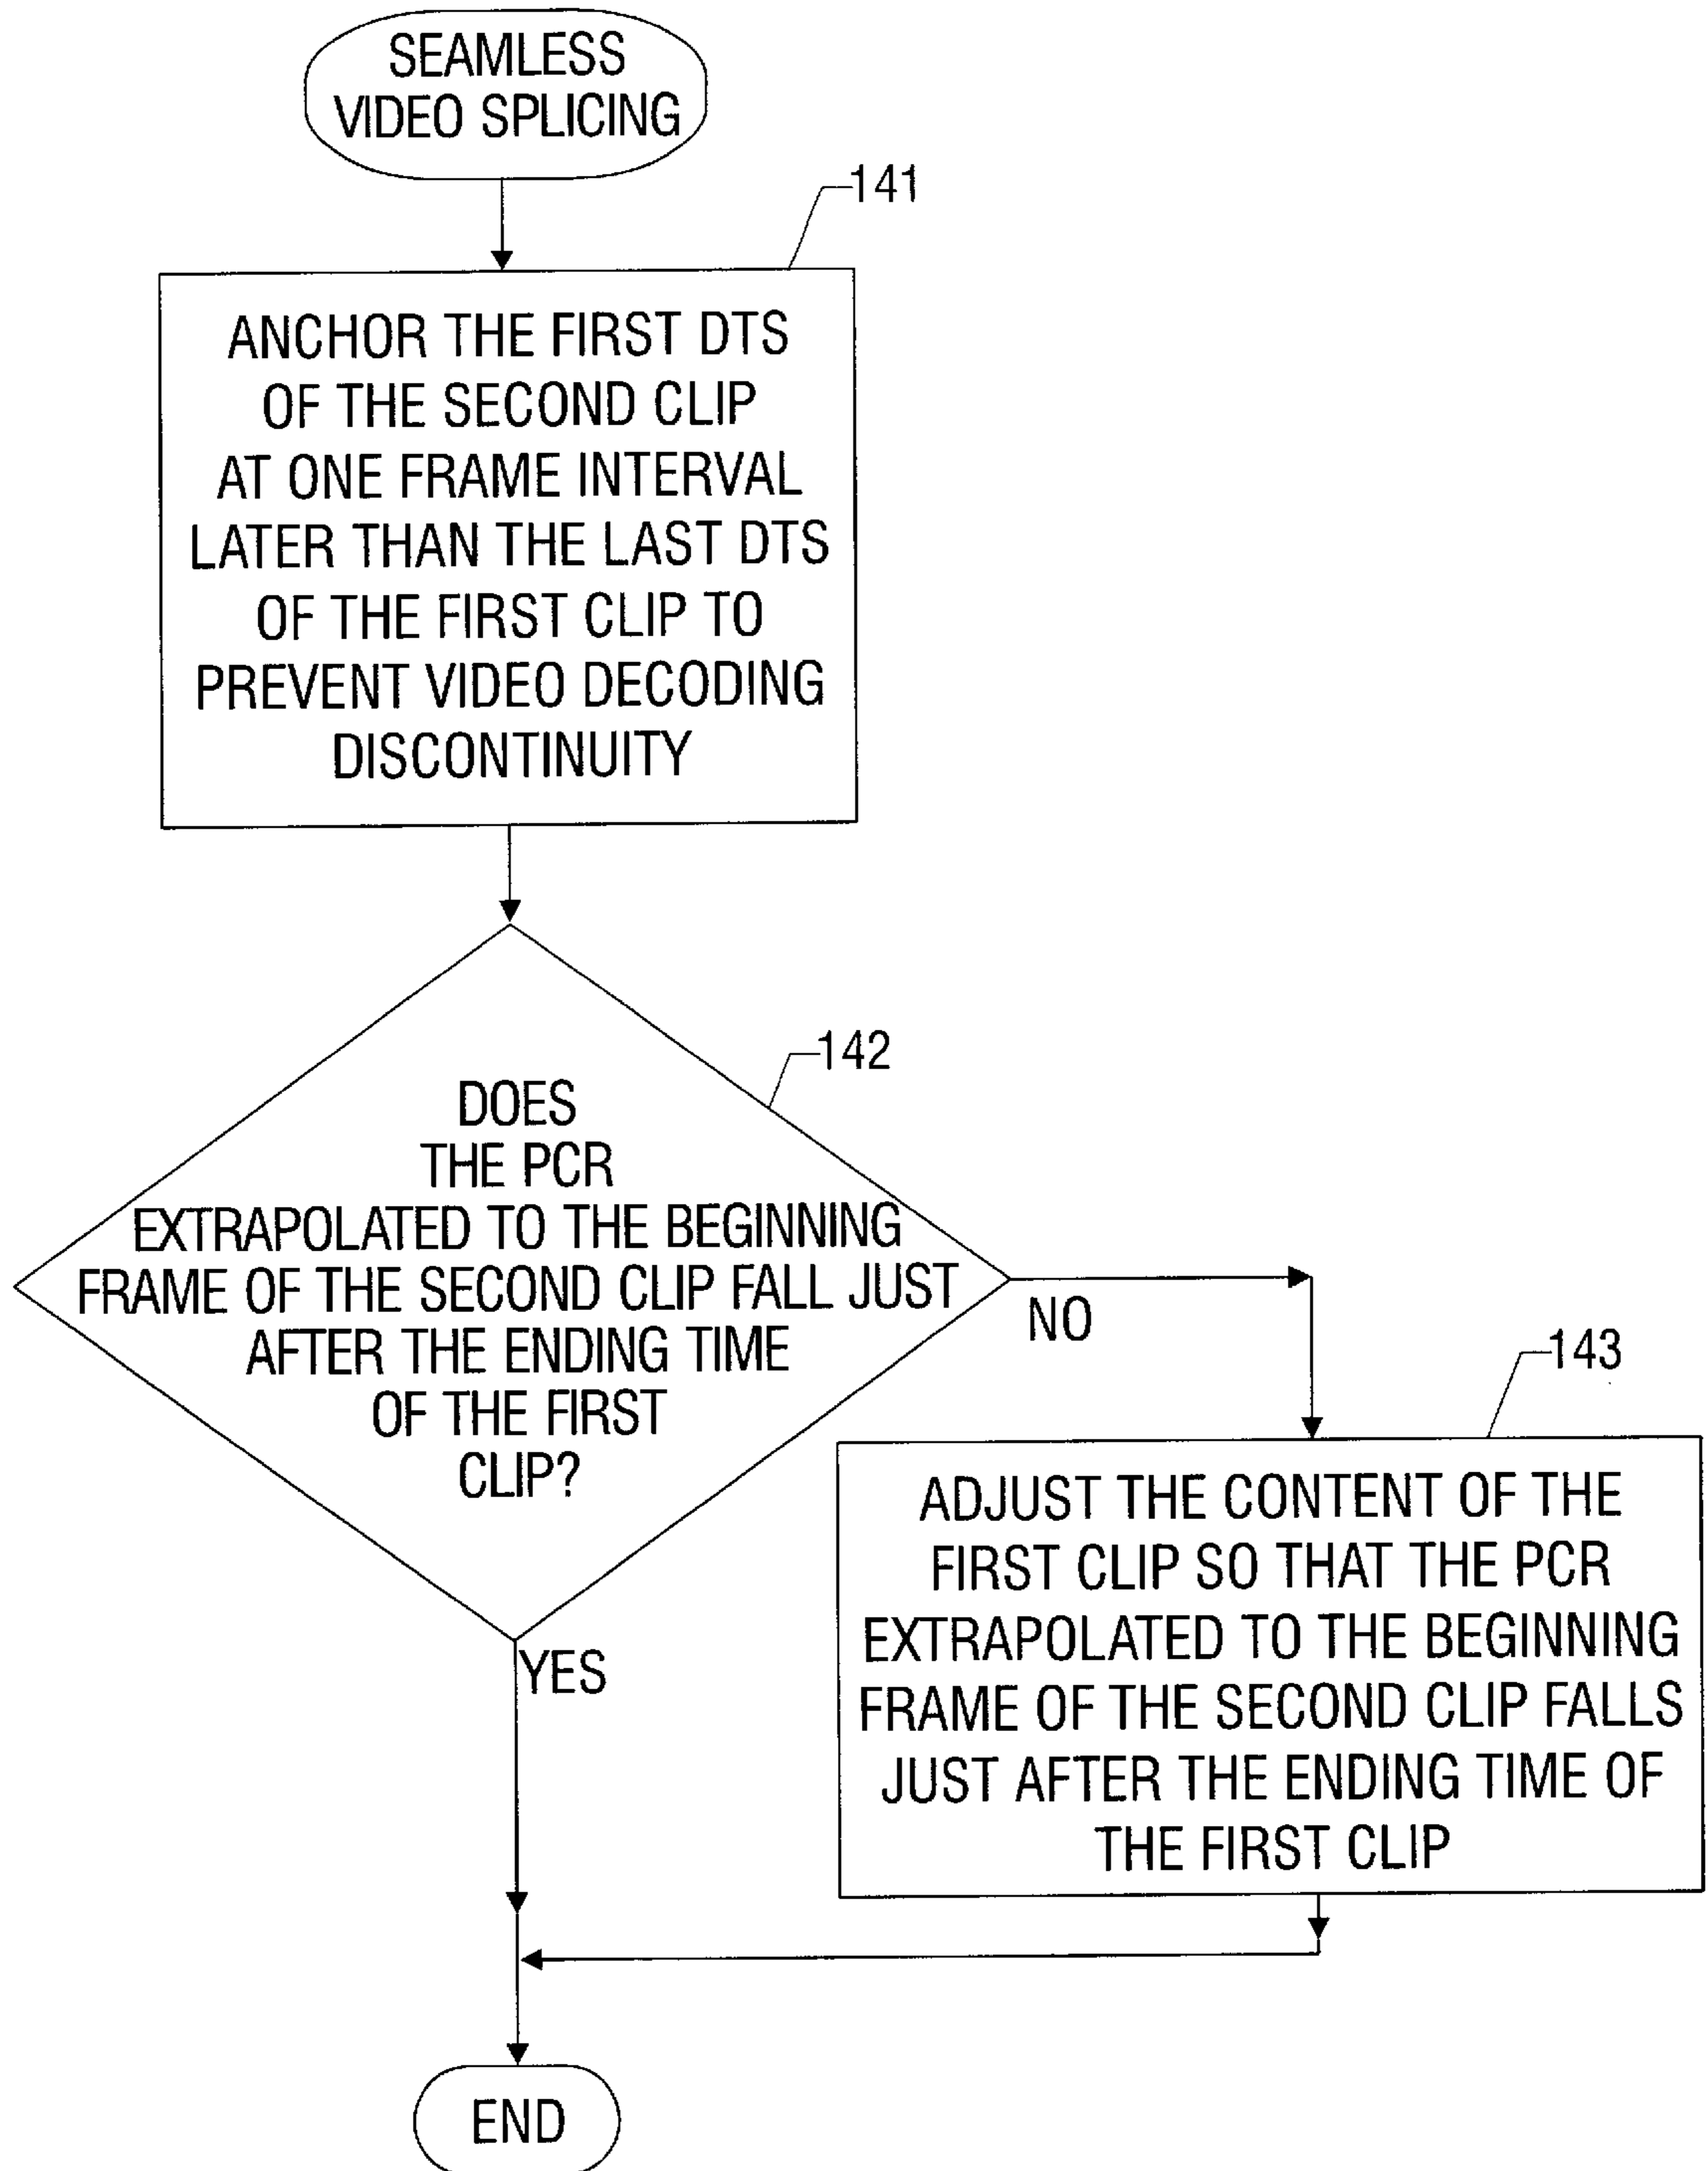 SEAMLESS
VIDEO SPLICING
141
ANCHOR THE FIRST DTS
OF THE SECOND CLIP
AT ONE FRAME INTERVAL
LATER THAN THE LAST DTS
OF THE FIRST CLIP TO
PREVENT VIDEO DECODING
DISCONTINUITY
142
DOES
THE PCR
EXTRAPOLATED TO THE BEGINNING
FRAME OF THE SECOND CLIP FALL JUST
AFTER THE ENDING TIME
OF THE FIRST
CLIP?
NO
YES
143
ADJUST THE CONTENT OF THE
FIRST CLIP SO THAT THE PCR
EXTRAPOLATED TO THE BEGINNING
FRAME OF THE SECOND CLIP FALLS
JUST AFTER THE ENDING TIME OF
THE FIRST CLIP
END